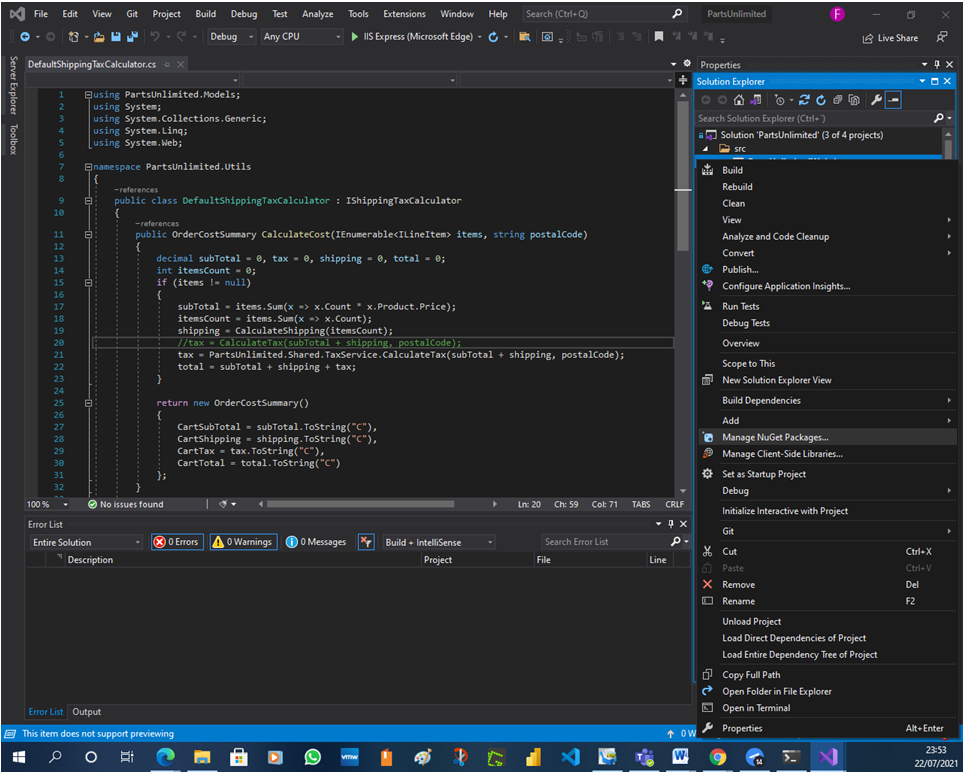 File Edit View Git Project Build Debug Test Analyze Tools Extensions Window Help Search (Ctrl+Q) PartsUnlimited F
Debug Any CPU IIS Express (Microsoft Edge) Live Share
Server Explorer
Toolbox
DefaultShippingTaxCalculator.cs
1 using PartsUnlimited.Models;
2 using System;
3 using System.Collections.Generic;
4 using System.Linq;
5 using System.Web;
6
7 namespace PartsUnlimited.Utils
8 {
–references
9 public class DefaultShippingTaxCalculator : IShippingTaxCalculator
10 {
–references
11 public OrderCostSummary CalculateCost(IEnumerable<ILineItem> items, string postalCode)
12 {
13 decimal subTotal = 0, tax = 0, shipping = 0, total = 0;
14 int itemsCount = 0;
15 if (items != null)
16 {
17 subTotal = items.Sum(x => x.Count * x.Product.Price);
18 itemsCount = items.Sum(x => x.Count);
19 shipping = CalculateShipping(itemsCount);
20 //tax = CalculateTax(subTotal + shipping, postalCode);
21 tax = PartsUnlimited.Shared.TaxService.CalculateTax(subTotal + shipping, postalCode);
22 total = subTotal + shipping + tax;
23 }
24
25 return new OrderCostSummary()
26 {
27 CartSubTotal = subTotal.ToString("C"),
28 CartShipping = shipping.ToString("C"),
29 CartTax = tax.ToString("C"),
30 CartTotal = total.ToString("C")
31 };
32 }
100 % No issues found Ln: 20 Ch: 59 Col: 71 TABS CRLF
Error List
Entire Solution 0 Errors 0 Warnings 0 Messages Build + IntelliSense Search Error List
Description Project File Line
Error List Output
This item does not support previewing 0 W
Properties
Solution Explorer
Search Solution Explorer (Ctrl+')
Solution 'PartsUnlimited' (3 of 4 projects)
src
Build
Rebuild
Clean
View
Analyze and Code Cleanup
Convert
Publish...
Configure Application Insights...
Run Tests
Debug Tests
Overview
Scope to This
New Solution Explorer View
Build Dependencies
Add
Manage NuGet Packages...
Manage Client-Side Libraries...
Set as Startup Project
Debug
Initialize Interactive with Project
Git
Cut Ctrl+X
Paste Ctrl+V
Remove Del
Rename F2
Unload Project
Load Direct Dependencies of Project
Load Entire Dependency Tree of Project
Copy Full Path
Open Folder in File Explorer
Open in Terminal
Properties Alt+Enter
vmw
14
23:53
22/07/2021